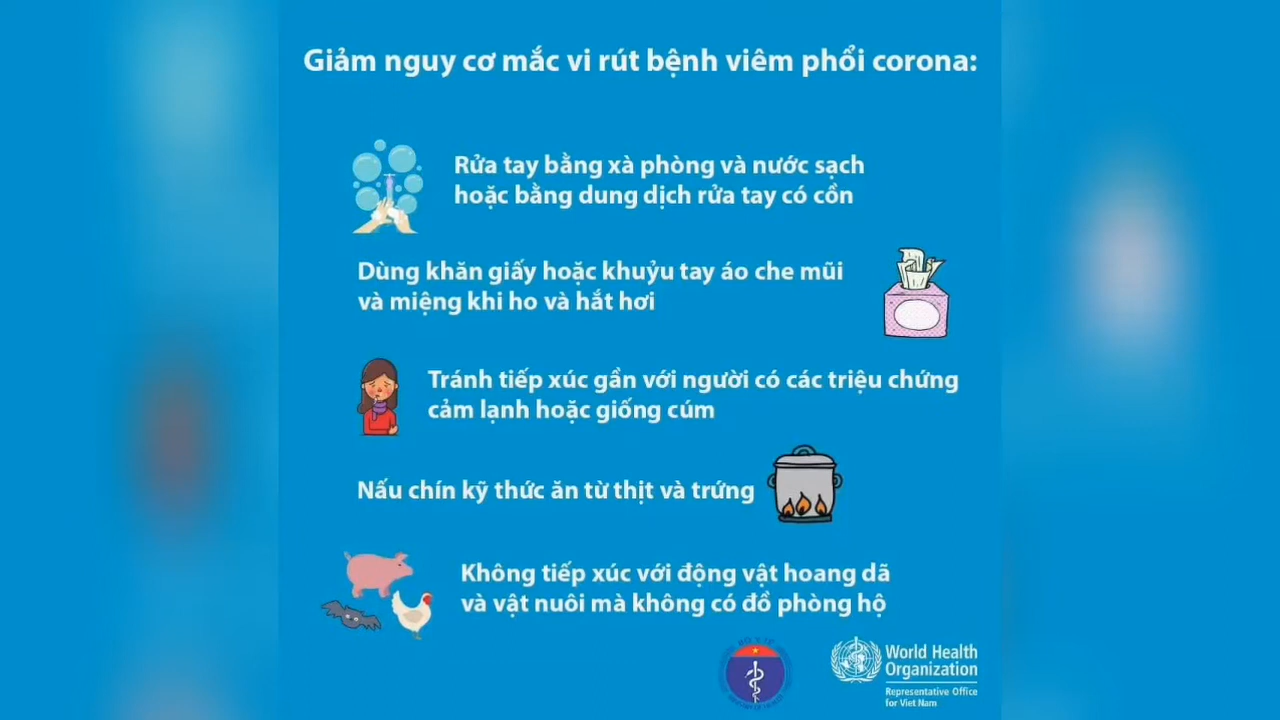 Giảm nguy cơ mắc vi rút bệnh viêm phổi corona:
Rửa tay bằng xà phòng và nước sạch
hoặc bằng dung dịch rửa tay có cồn
Dùng khăn giấy hoặc khuỷu tay áo che mũi
và miệng khi ho và hắt hơi
Tránh tiếp xúc gần với người có các triệu chứng
cảm lạnh hoặc giống cúm
Nấu chín kỹ thức ăn từ thịt và trứng
Không tiếp xúc với động vật hoang dã
và vật nuôi mà không có đồ phòng hộ
BỘ Y TẾ
World Health
Organization
Representative Office
for Viet Nam